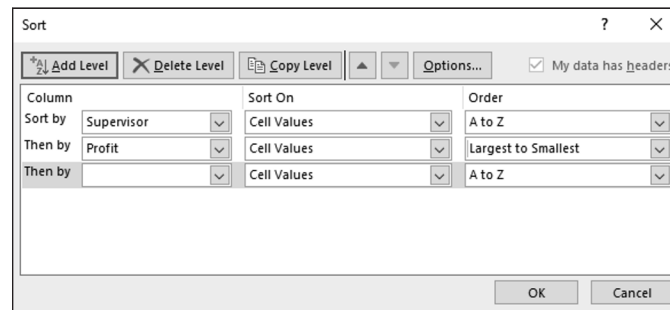 Sort ? ×
Add Level Delete Level Copy Level Options... My data has headers
Column Sort On Order
Sort by Supervisor Cell Values A to Z
Then by Profit Cell Values Largest to Smallest
Then by Cell Values A to Z
OK Cancel